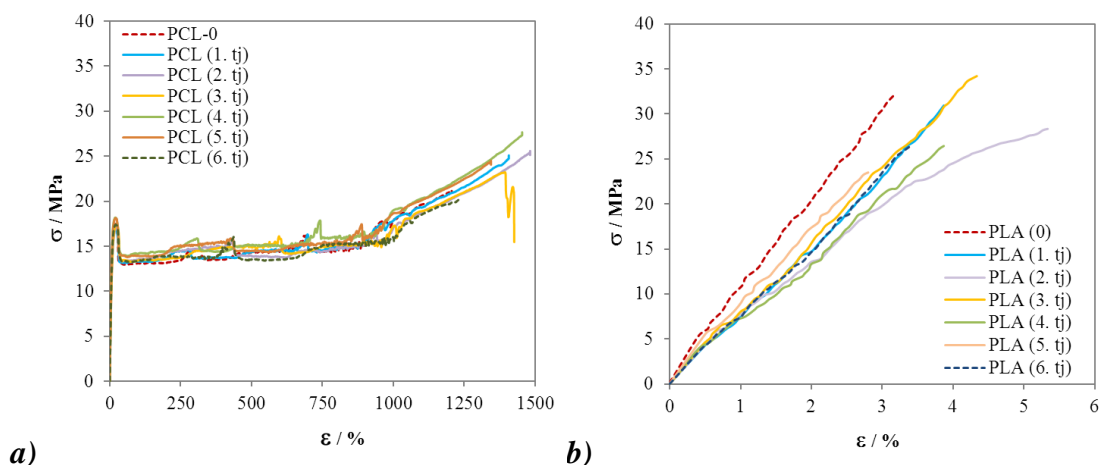 40
35
30
25
20
15
10
5
0
σ / MPa
PCL-0
PCL (1. tj)
PCL (2. tj)
PCL (3. tj)
PCL (4. tj)
PCL (5. tj)
PCL (6. tj)
0 250 500 750 1000 1250 1500
ε / %
a)
40
35
30
25
20
15
10
5
0
σ / MPa
PLA (0)
PLA (1. tj)
PLA (2. tj)
PLA (3. tj)
PLA (4. tj)
PLA (5. tj)
PLA (6. tj)
0 1 2 3 4 5 6
ε / %
b)